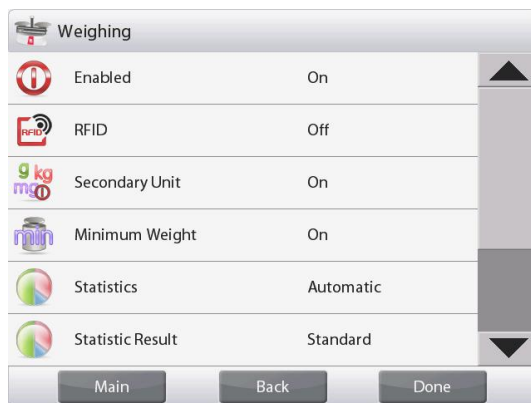 Weighing
Enabled On
RFID RFID Off
g kg mg Secondary Unit On
min Minimum Weight On
Statistics Automatic
Statistic Result Standard
Main Back Done